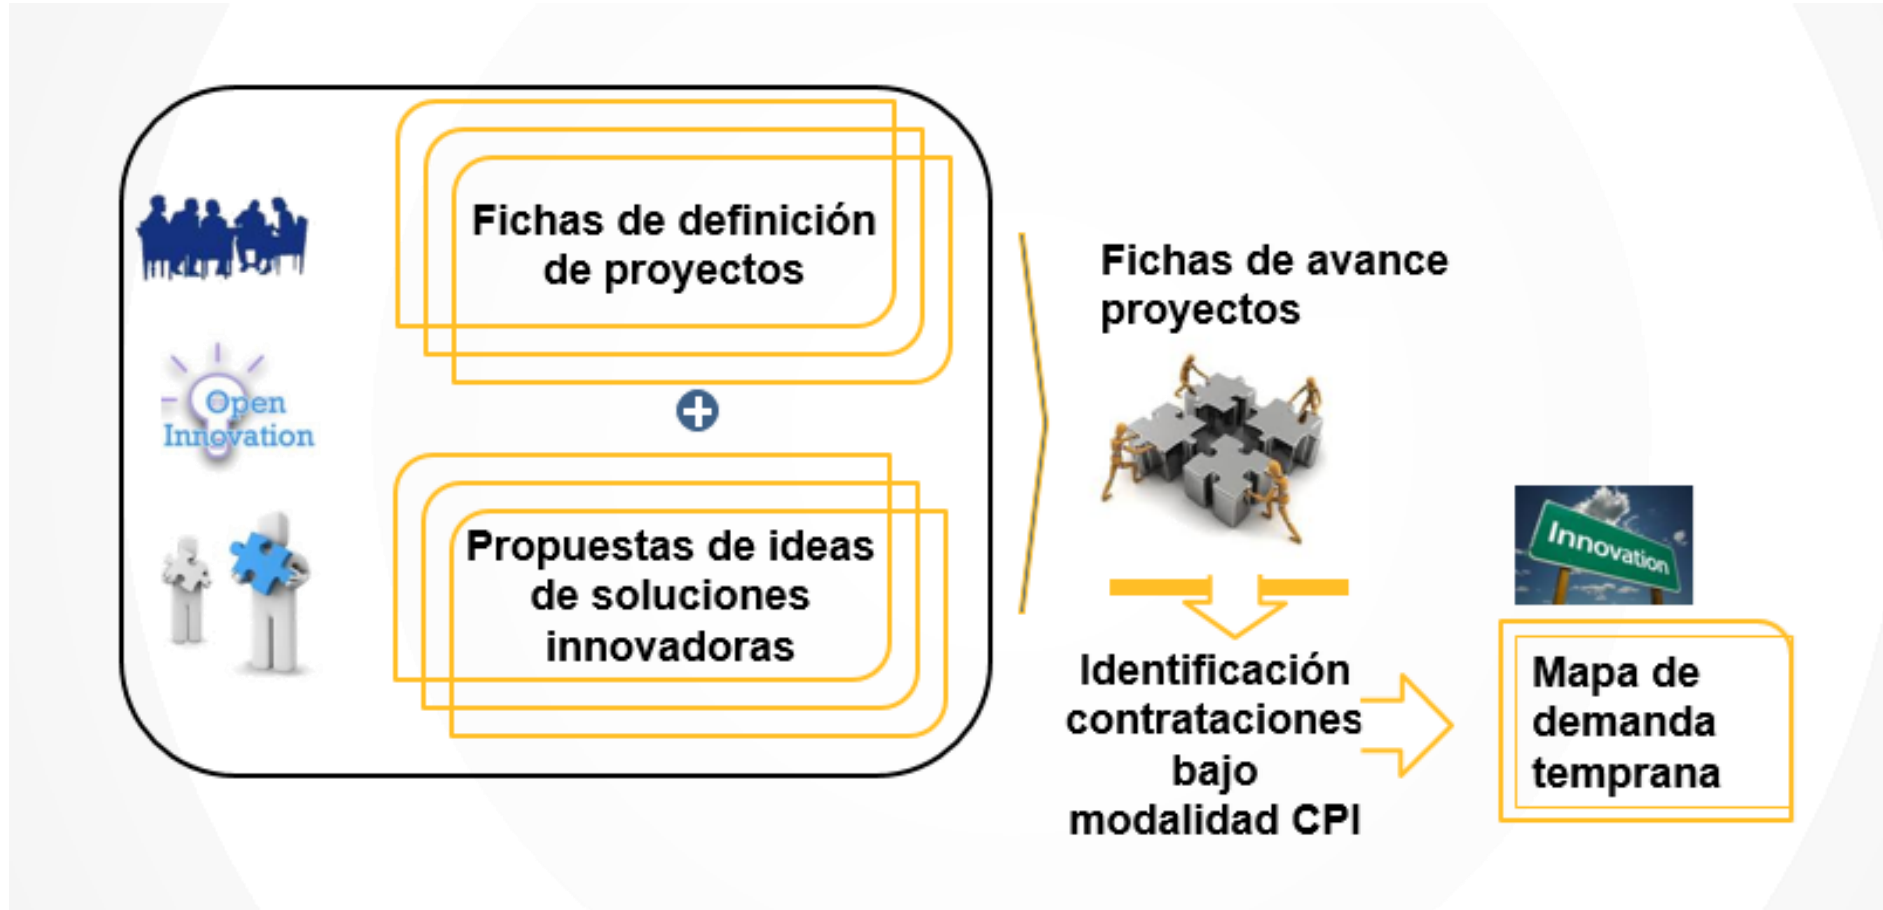 Fichas de definición
de proyectos
Open
Innovation
Propuestas de ideas
de soluciones
innovadoras
Fichas de avance
proyectos
Identificación
contrataciones
bajo
modalidad CPI
Innovation
Mapa de
demanda
temprana